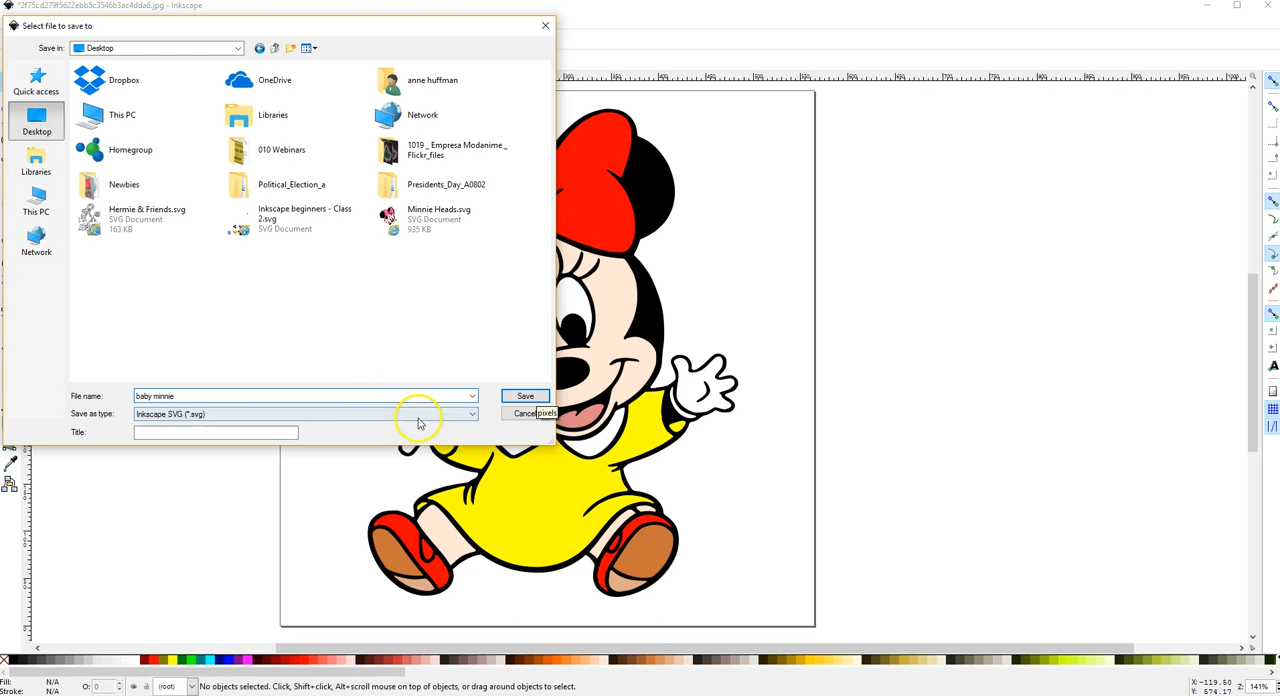 *2f75cd279f5622ebb5c3546b3ac4dda6.jpg - Inkscape
Select file to save to
Save in:
Desktop
Quick access
Desktop
Libraries
This PC
Network
Dropbox
OneDrive
anne huffman
This PC
Libraries
Network
Homegroup
010 Webinars
1019 _ Empresa Modanime _
Flickr_files
Newbies
Political_Election_a
Presidents_Day_A0802
Hermie & Friends.svg
SVG Document
163 KB
Inkscape beginners - Class
2.svg
SVG Document
Minnie Heads.svg
SVG Document
935 KB
File name:
baby minnie
Save
Save as type:
Inkscape SVG (*.svg)
pixels
Title:
Fill:
N/A
Stroke:
N/A
O:
0
(root)
No objects selected. Click, Shift+click, Alt+scroll mouse on top of objects, or drag around objects to select.
X: -119.50
Y: 574.17
Z:
141%